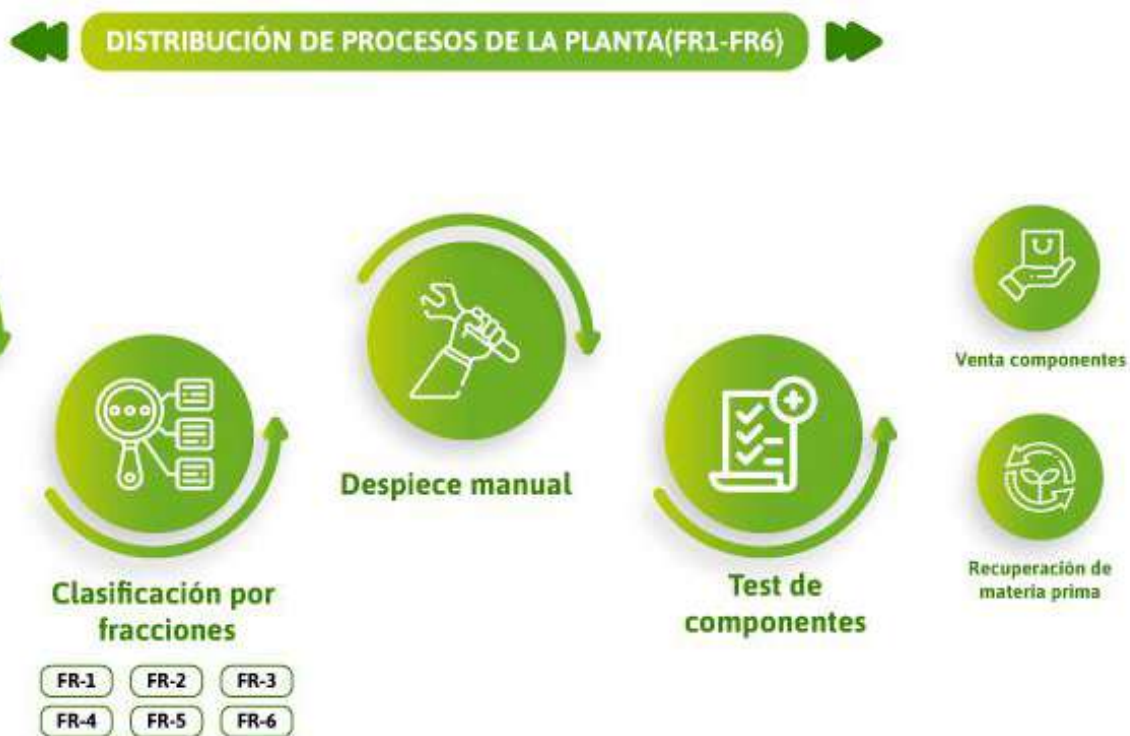 DISTRIBUCIÓN DE PROCESOS DE LA PLANTA(FR1-FR6)
Clasificación por
fracciones
FR-1 FR-2 FR-3
FR-4 FR-5 FR-6
Despiece manual
Test de
componentes
Venta componentes
Recuperación de
materia prima